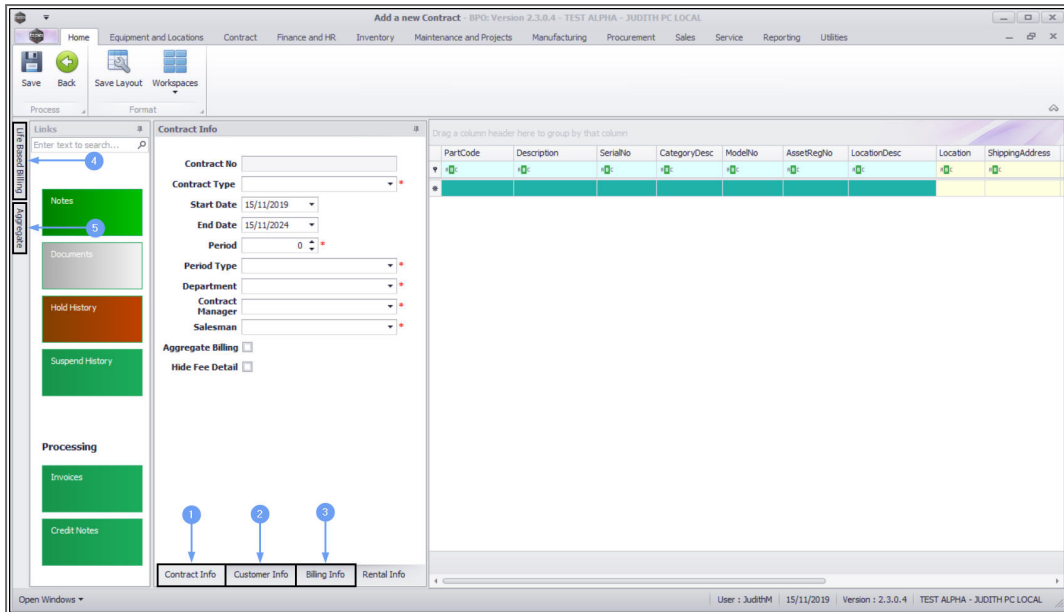 Add a new Contract - BPO: Version 2.3.0.4 - TEST ALPHA - JUDITH PC LOCAL
Home Equipment and Locations Contract Finance and HR Inventory Maintenance and Projects Manufacturing Procurement Sales Service Reporting Utilities
Save Back Save Layout Workspaces
Process Format
Life Based Billing
Aggregate
Links
Enter text to search...
4
Notes
5
Documents
Hold History
Suspend History
Processing
Invoices
Credit Notes
Contract Info
Contract No
Contract Type *
Start Date 15/11/2019
End Date 15/11/2024
Period 0 *
Period Type *
Department *
Contract
Manager *
Salesman *
Aggregate Billing
Hide Fee Detail
1 2 3
Contract Info Customer Info Billing Info Rental Info
Drag a column header here to group by that column
PartCode Description SerialNo CategoryDesc ModelNo AssetRegNo LocationDesc Location ShippingAddress
Open Windows User : JudithM 15/11/2019 Version : 2.3.0.4 TEST ALPHA - JUDITH PC LOCAL